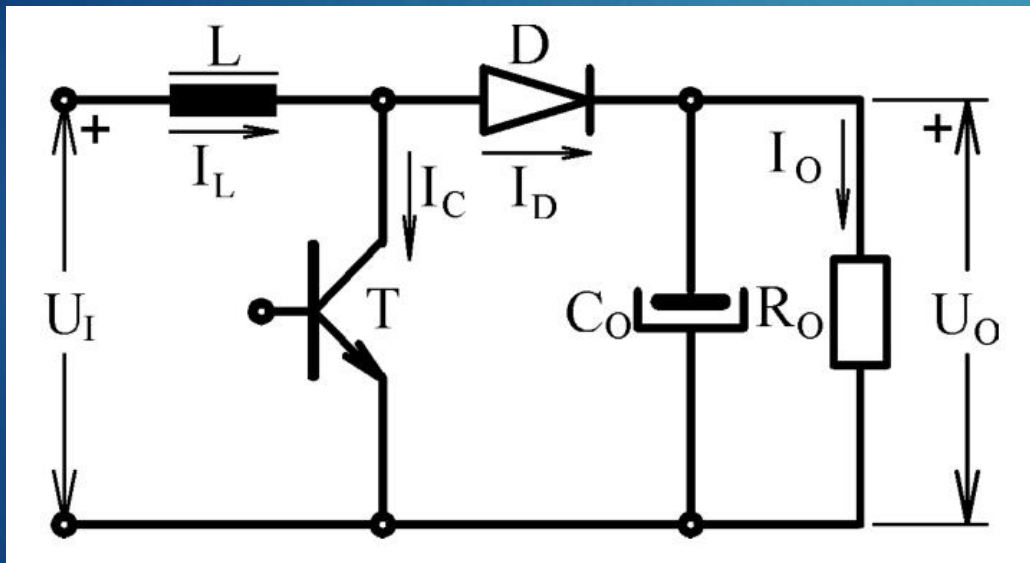 L
D
+
+
I_L
I_C
I_D
I_O
U_I
T
C_O
R_O
U_O